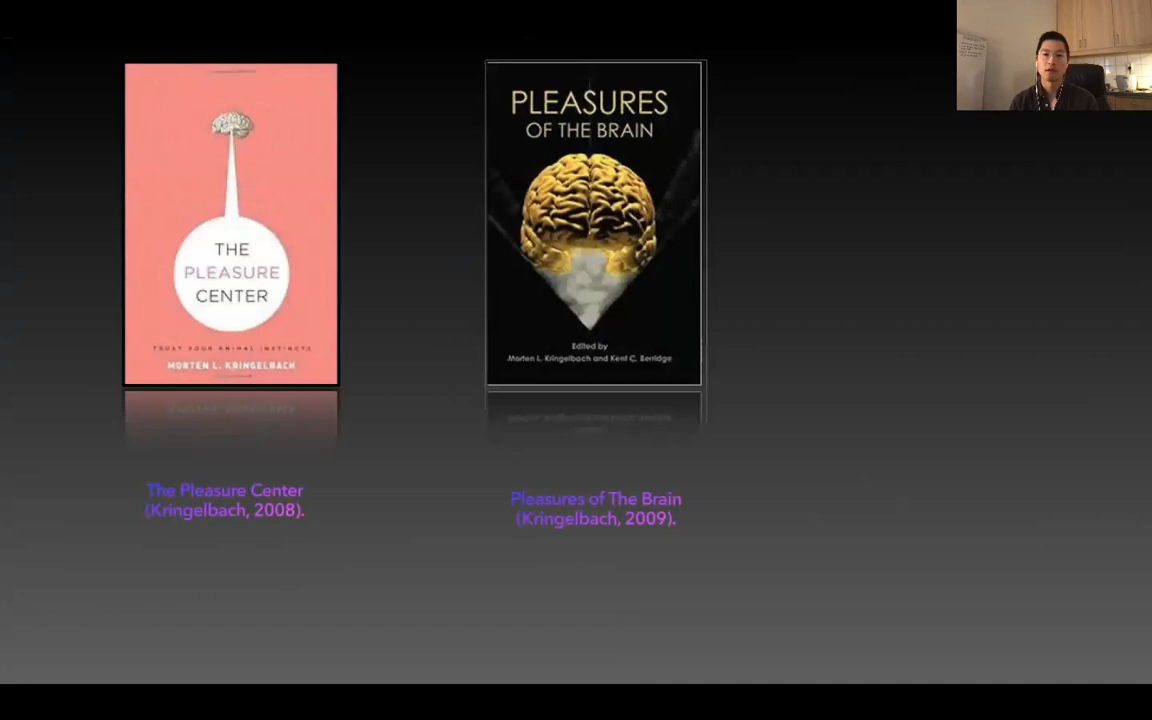 THE
PLEASURE
CENTER
TRUST YOUR ANIMAL INSTINCTS
MORTEN L. KRINGELBACH
PLEASURES
OF THE BRAIN
Edited by
Morten L. Kringelbach and Kent C. Berridge
The Pleasure Center
(Kringelbach, 2008).
Pleasures of The Brain
(Kringelbach, 2009).